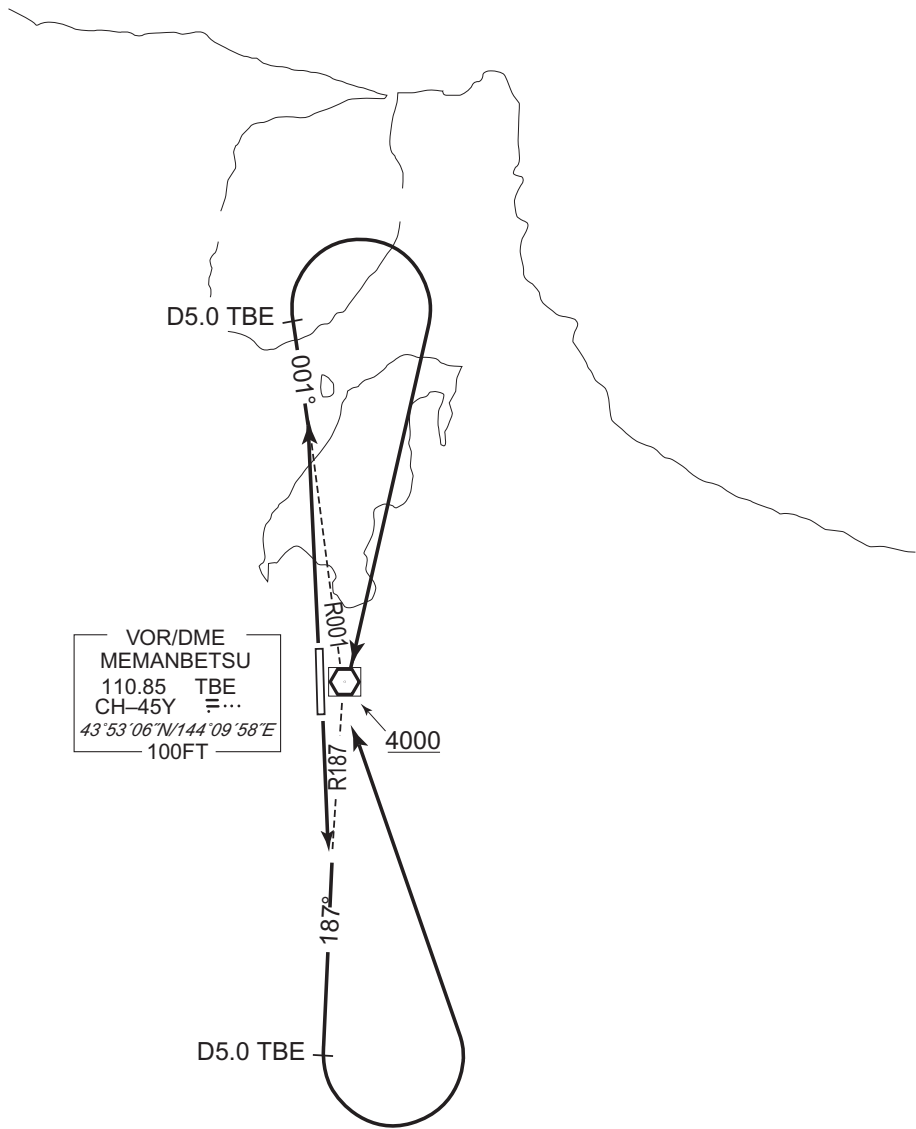 D5.0 TBE
001°
R001
VOR/DME
MEMANBETSU
110.85 TBE
CH–45Y
43°53′06″N/144°09′58″E
100FT
4000
R187
187°
D5.0 TBE